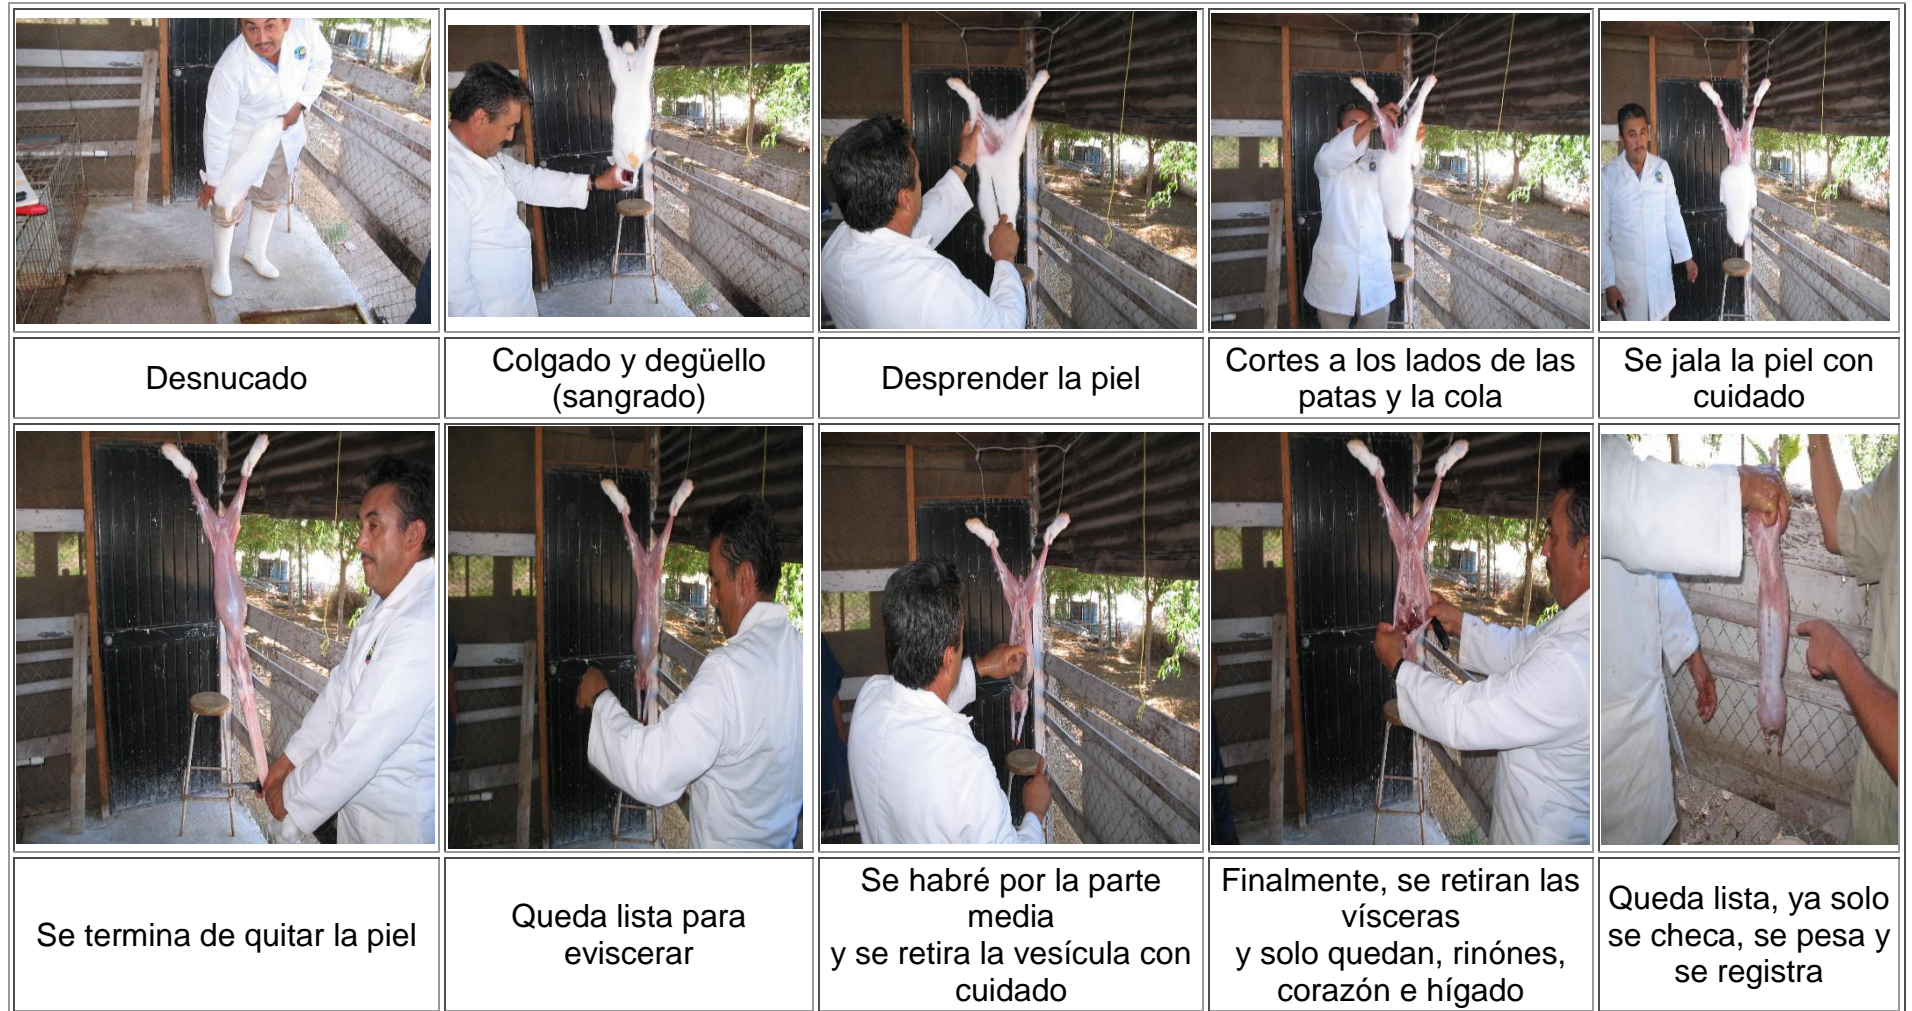 Desnucado
Colgado y degüello
(sangrado)
Desprender la piel
Cortes a los lados de las
patas y la cola
Se jala la piel con
cuidado
Se termina de quitar la piel
Queda lista para
eviscerar
Se habré por la parte
media
y se retira la vesícula con
cuidado
Finalmente, se retiran las
vísceras
y solo quedan, rinónes,
corazón e hígado
Queda lista, ya solo
se checa, se pesa y
se registra